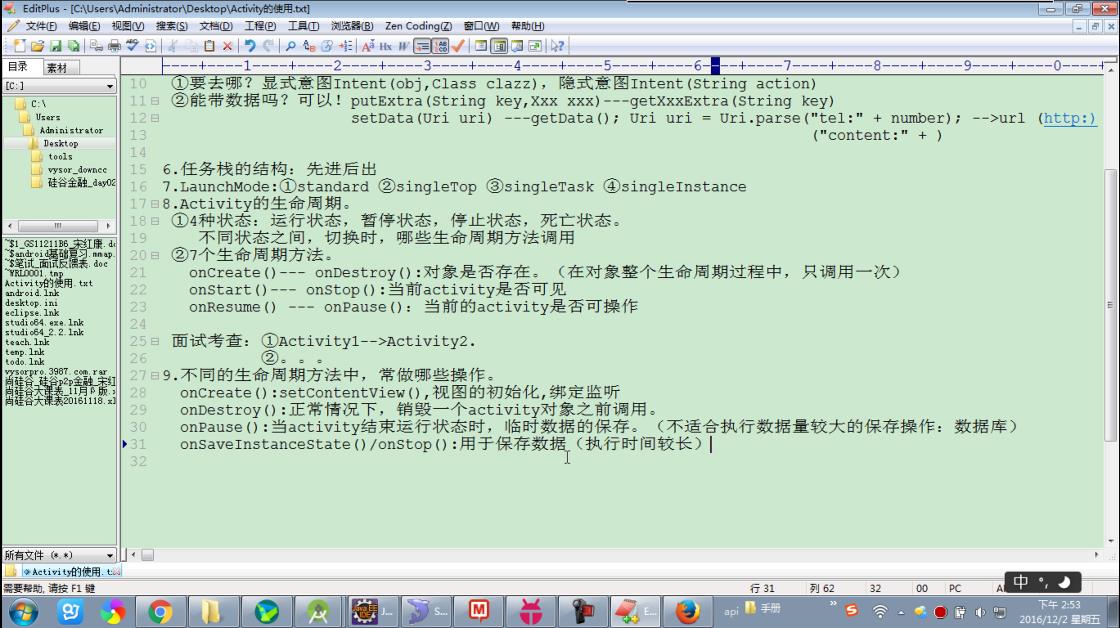 EditPlus - [C:\Users\Administrator\Desktop\Activity的使用.txt]
文件(F) 编辑(E) 视图(V) 搜索(S) 文档(D) 工程(P) 工具(T) 浏览器(B) Zen Coding(Z) 窗口(W) 帮助(H)
目录 素材
[C:]
C:\
Users
Administrator
Desktop
tools
vysor_downcc
硅谷金融_day02
~$1_GS11211B6_宋红康.do
~$android基础复习.mmap
~$笔试_面试反馈表.doc
~WRL0001.tmp
Activity的使用.txt
android.lnk
desktop.ini
eclipse.lnk
studio64.exe.lnk
studio64_2.2.lnk
teach.lnk
temp.lnk
todo.lnk
vysorpro.3987.com.rar
尚硅谷_硅谷p2p金融_宋红
尚硅谷大课表_11月β版.x
尚硅谷大课表20161118.xl
所有文件 (*.*)
----+----1----+----2----+----3----+----4----+----5----+----6----+----7----+----8----+----9----+----0----+
10 ①要去哪？显式意图Intent(obj,Class clazz)，隐式意图Intent(String action)
11 ②能带数据吗？可以！putExtra(String key,Xxx xxx)---getXxxExtra(String key)
12 setData(Uri uri) ---getData(); Uri uri = Uri.parse("tel:" + number); -->url (http:)
13 ("content:" + )
14
15 6.任务栈的结构：先进后出
16 7.LaunchMode:①standard ②singleTop ③singleTask ④singleInstance
17 8.Activity的生命周期。
18 ①4种状态：运行状态，暂停状态，停止状态，死亡状态。
19 不同状态之间，切换时，哪些生命周期方法调用
20 ②7个生命周期方法。
21 onCreate()--- onDestroy():对象是否存在。（在对象整个生命周期过程中，只调用一次）
22 onStart()--- onStop():当前activity是否可见
23 onResume() --- onPause()：当前的activity是否可操作
24
25 面试考查：①Activity1-->Activity2.
26 ②。。。
27 9.不同的生命周期方法中，常做哪些操作。
28 onCreate():setContentView(),视图的初始化,绑定监听
29 onDestroy():正常情况下，销毁一个activity对象之前调用。
30 onPause():当activity结束运行状态时，临时数据的保存。（不适合执行数据量较大的保存操作：数据库）
31 onSaveInstanceState()/onStop():用于保存数据（执行时间较长）
32
Activity的使用.t
需要帮助, 请按 F1 键 行 31 列 62 32 00 PC
中
J... S... E... api 手册
下午 2:53
2016/12/2 星期五